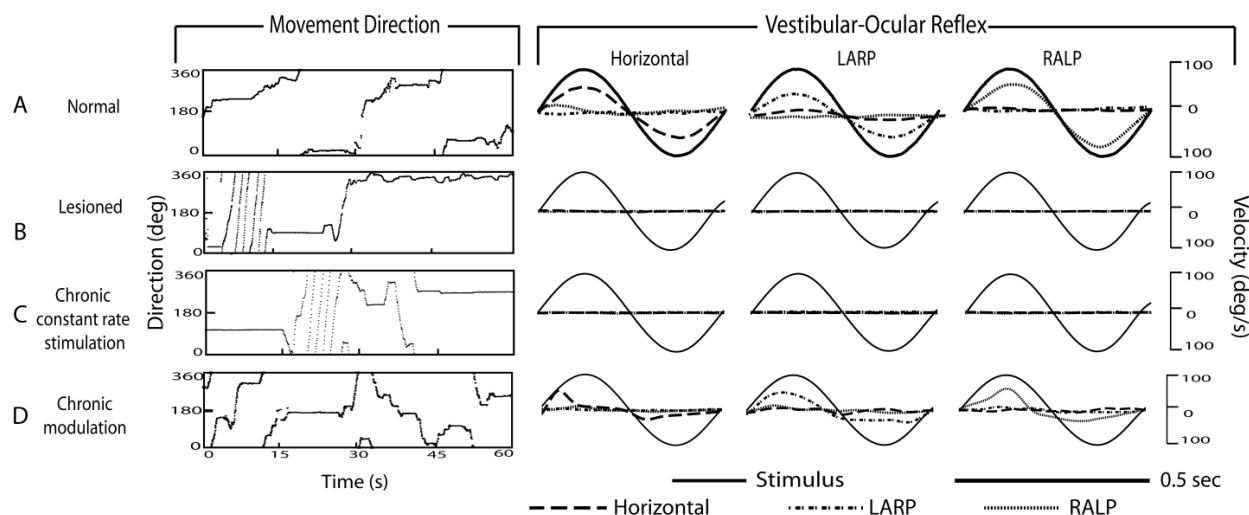 Movement Direction
Vestibular-Ocular Reflex
Horizontal
LARP
RALP
A
Normal
360
180
0
100
0
100
B
Lesioned
360
180
0
100
0
100
C
Chronic
constant rate
stimulation
360
180
0
100
0
100
D
Chronic
modulation
360
180
0
100
0
100
Direction (deg)
Velocity (deg/s)
0
15
30
45
60
Time (s)
Stimulus
0.5 sec
Horizontal
LARP
RALP